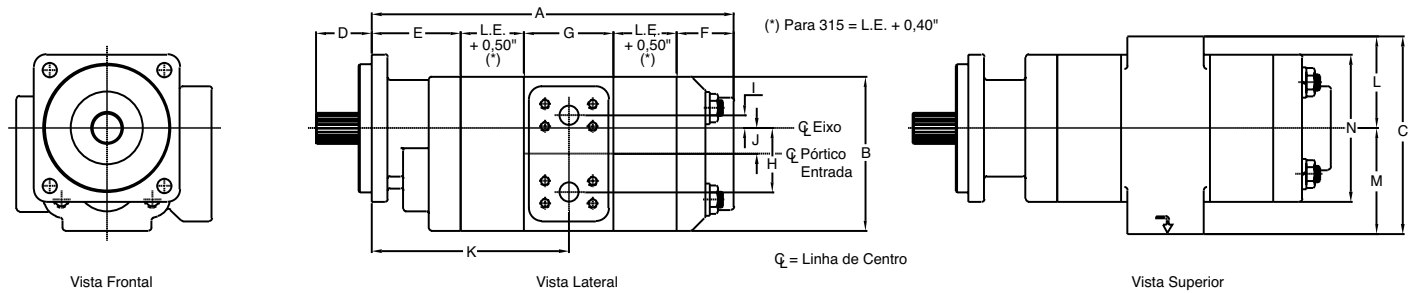 A
(*) Para 315 = L.E. + 0,40"
D
E
L.E.
+ 0,50"
(*)
G
L.E.
+ 0,50"
(*)
F
I
J
H
B
K
℄ Eixo
℄ Pórtico
Entrada
℄ = Linha de Centro
L
N
C
M
Vista Frontal
Vista Lateral
Vista Superior